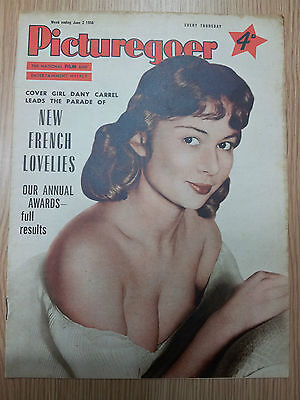 Week ending June 2 1956
EVERY THURSDAY
Picturegoer
4D
THE NATIONAL FILM AND
ENTERTAINMENT WEEKLY
COVER GIRL DANY CARREL
LEADS THE PARADE OF
NEW
FRENCH
LOVELIES
OUR ANNUAL
AWARDS—
full
results